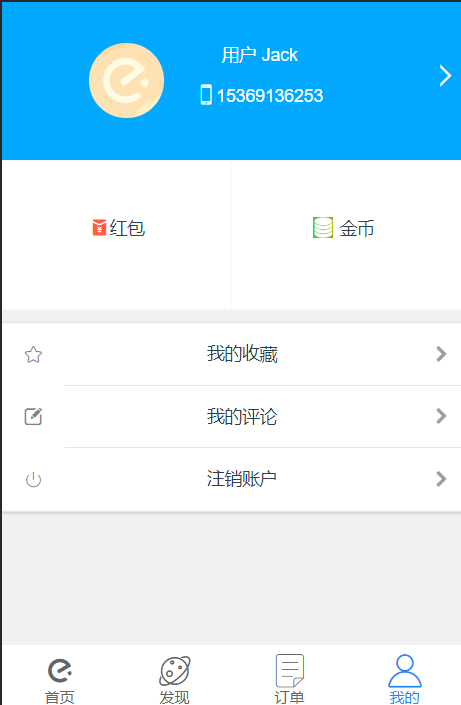 用户 Jack
15369136253
红包
金币
我的收藏
我的评论
注销账户
首页
发现
订单
我的